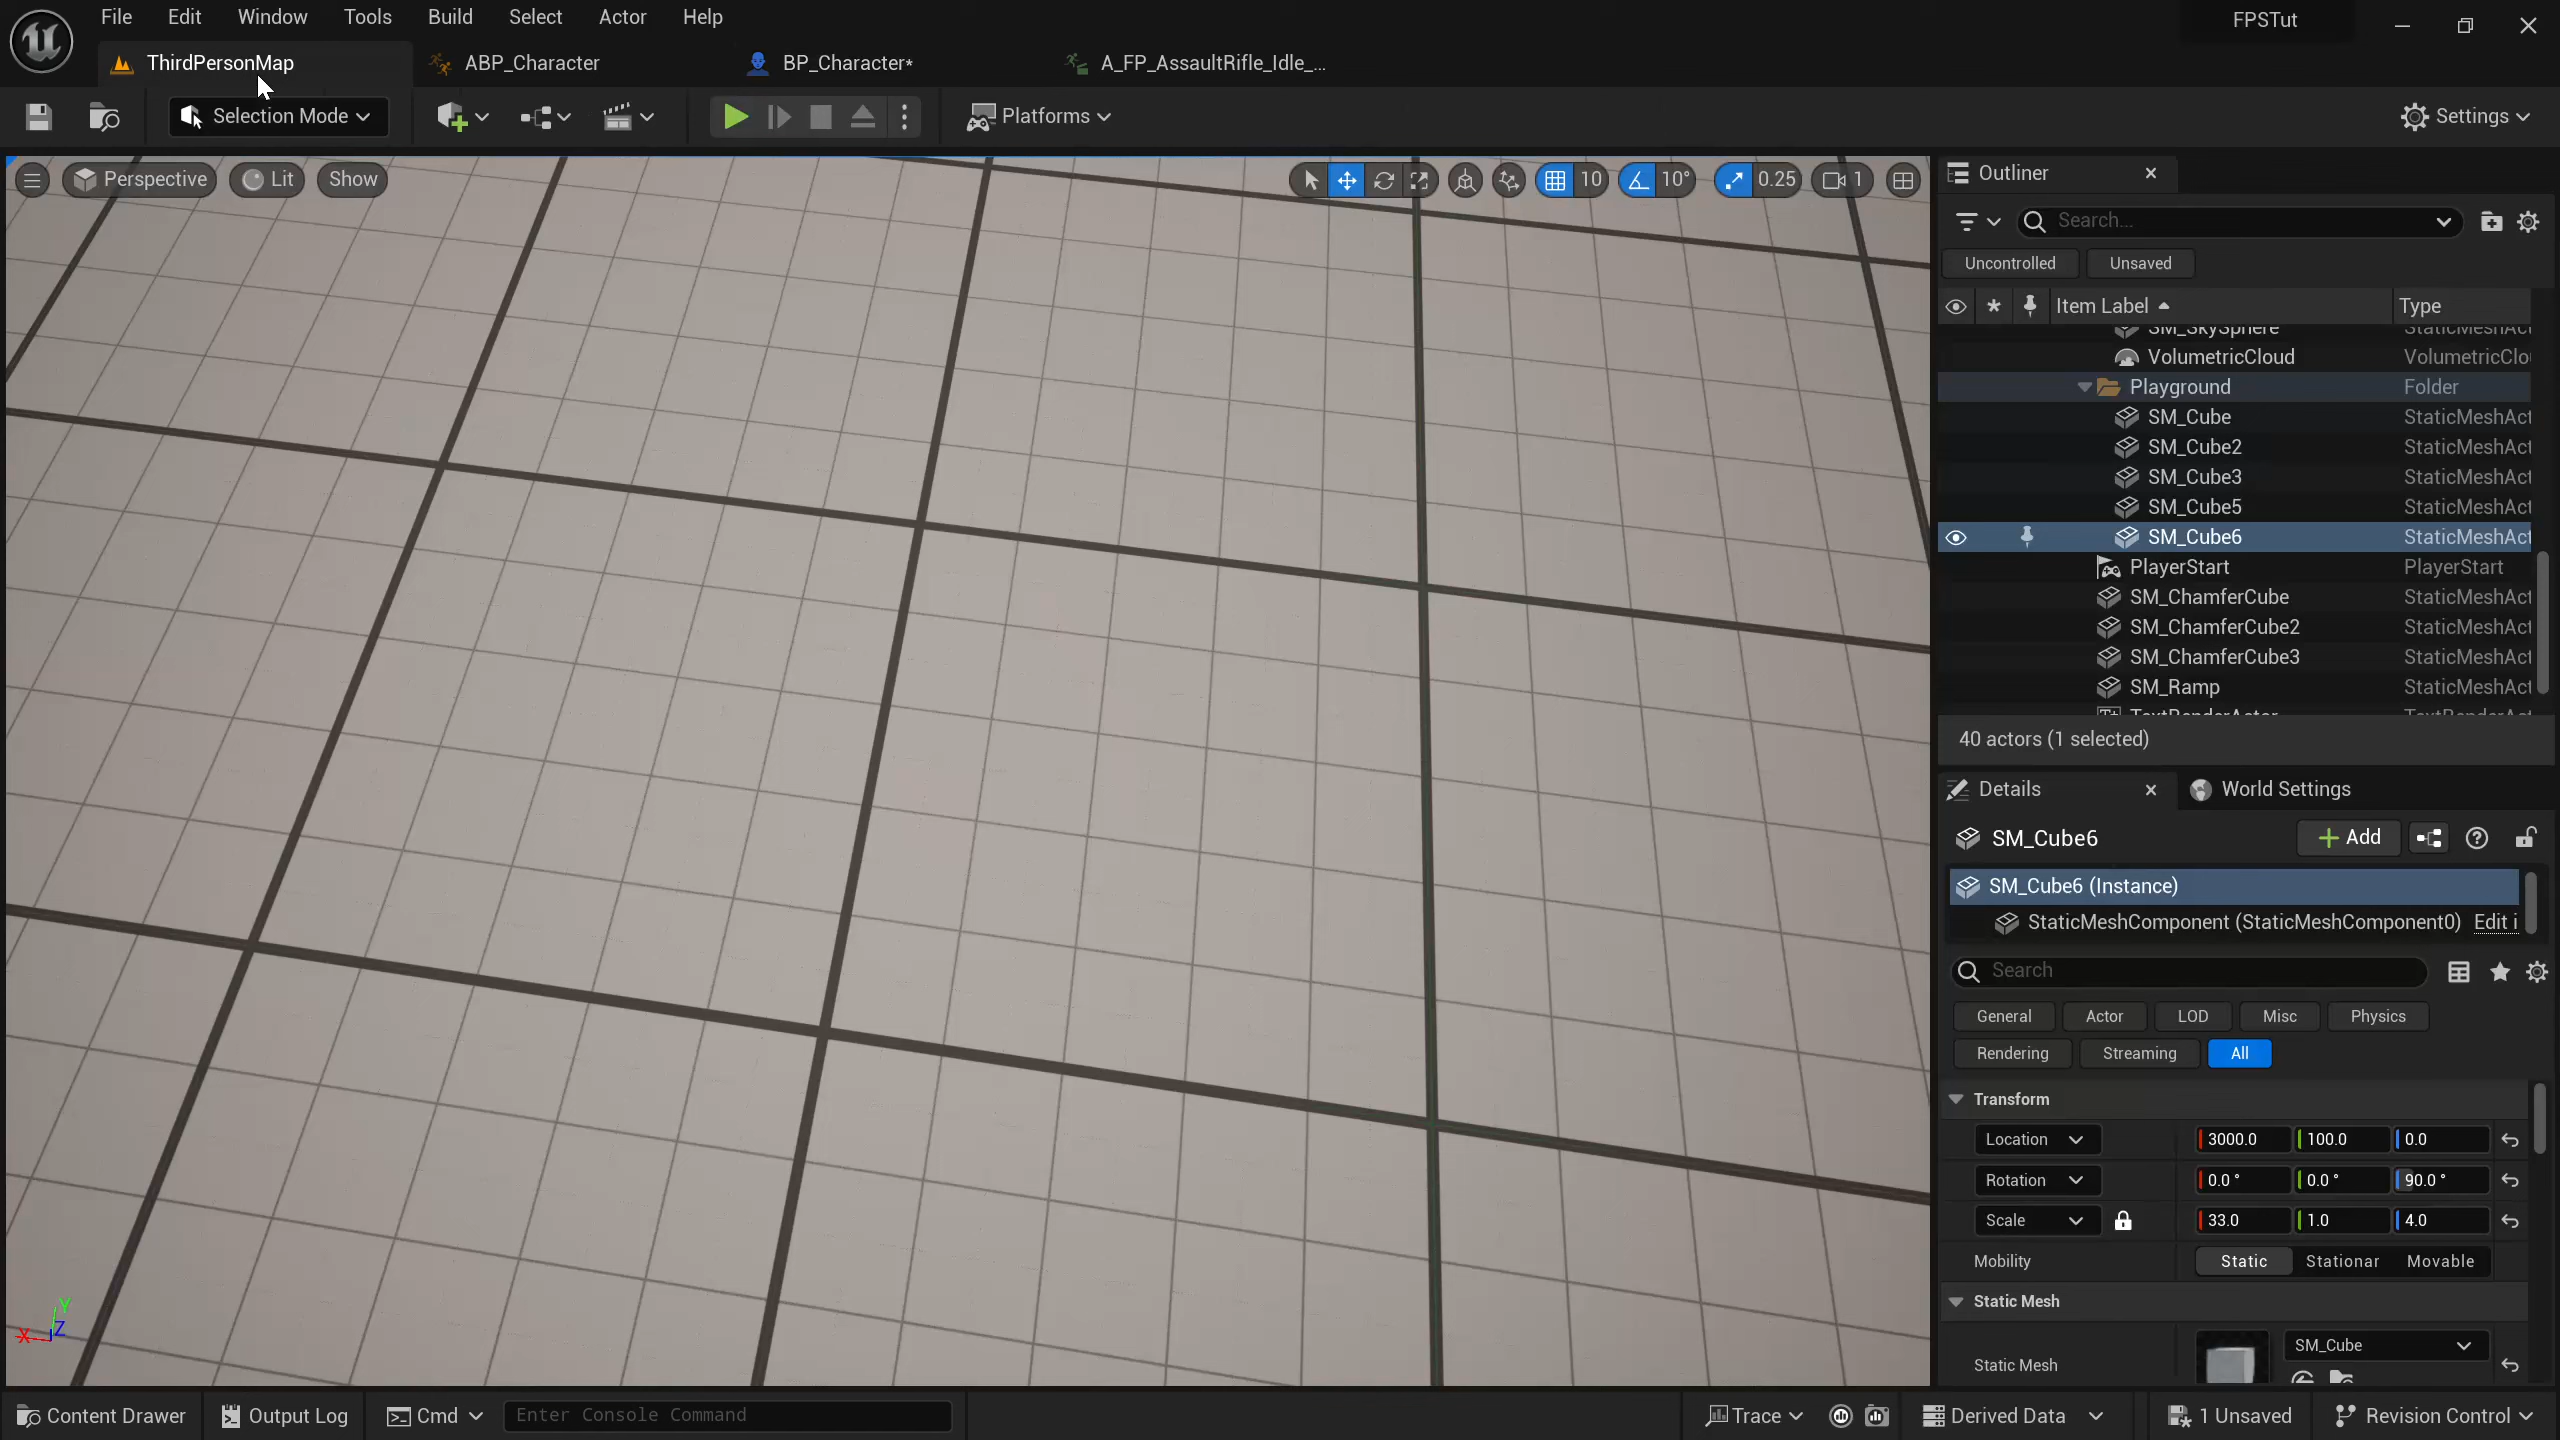 File Edit Window Tools Build Select Actor Help
FPSTut
ThirdPersonMap
ABP_Character
BP_Character*
A_FP_AssaultRifle_Idle_...
Selection Mode
Platforms
Settings
Perspective
Lit
Show
10
10°
0.25
1
Outliner
Search...
Uncontrolled
Unsaved
Item Label
Type
SM_SkySphere StaticMeshAct
VolumetricCloud VolumetricClo
Playground Folder
SM_Cube StaticMeshAct
SM_Cube2 StaticMeshAct
SM_Cube3 StaticMeshAct
SM_Cube5 StaticMeshAct
SM_Cube6 StaticMeshAct
PlayerStart PlayerStart
SM_ChamferCube StaticMeshAct
SM_ChamferCube2 StaticMeshAct
SM_ChamferCube3 StaticMeshAct
SM_Ramp StaticMeshAct
40 actors (1 selected)
Details
World Settings
SM_Cube6
Add
SM_Cube6 (Instance)
StaticMeshComponent (StaticMeshComponent0) Edit i
Search
General Actor LOD Misc Physics
Rendering Streaming All
Transform
Location 3000.0 100.0 0.0
Rotation 0.0 ° 0.0 ° 90.0 °
Scale 33.0 1.0 4.0
Mobility Static Stationar Movable
Static Mesh
Static Mesh SM_Cube
X
Y
Z
Content Drawer
Output Log
Cmd
Enter Console Command
Trace
Derived Data
1 Unsaved
Revision Control